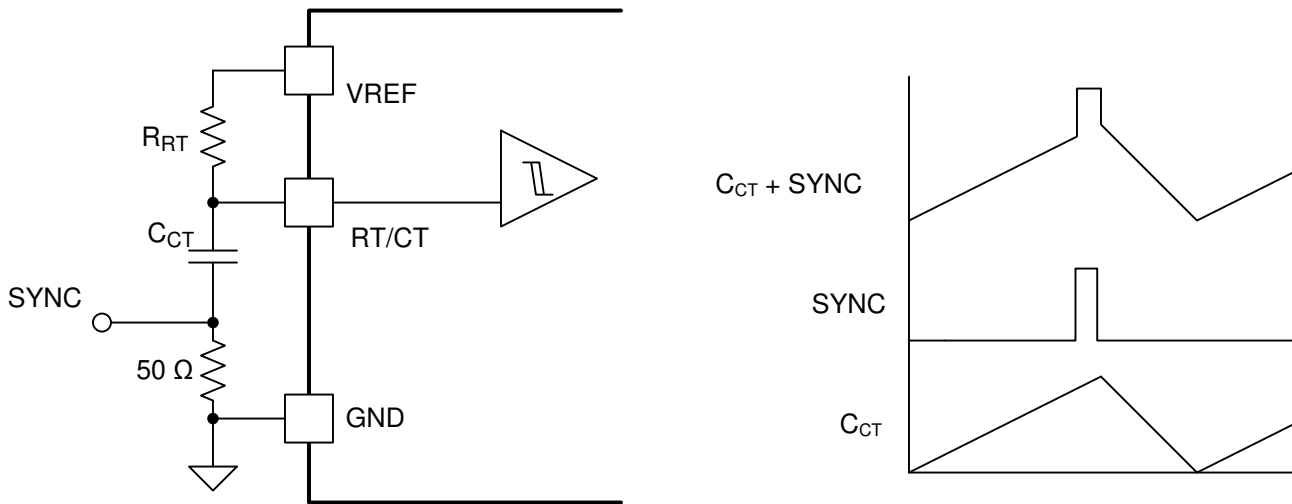 VREF
R_RT
C_CT
RT/CT
SYNC
50 Ω
GND
C_CT + SYNC
SYNC
C_CT